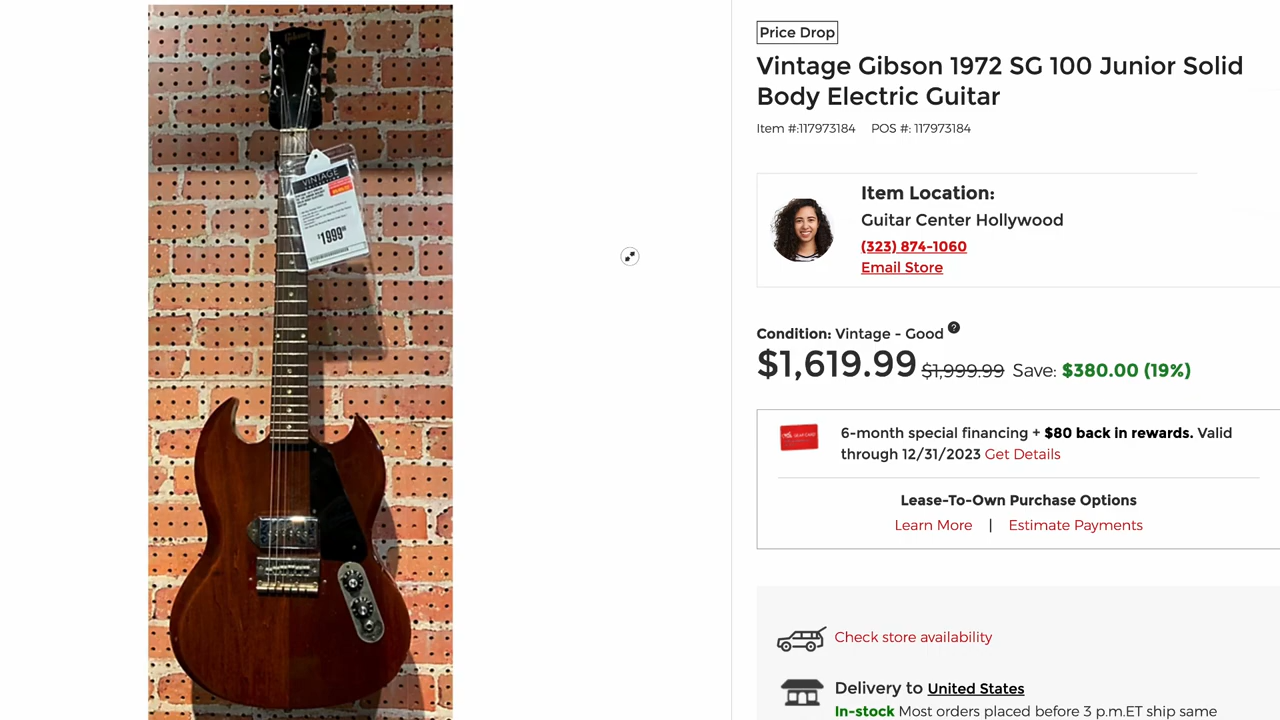 Gibson
VINTAGE
$1999
Price Drop
Vintage Gibson 1972 SG 100 Junior Solid
Body Electric Guitar
Item #:117973184 POS #: 117973184
Item Location:
Guitar Center Hollywood
(323) 874-1060
Email Store
Condition: Vintage - Good ?
$1,619.99 $1,999.99 Save: $380.00 (19%)
6-month special financing + $80 back in rewards. Valid
through 12/31/2023 Get Details
Lease-To-Own Purchase Options
Learn More | Estimate Payments
Check store availability
Delivery to United States
In-stock Most orders placed before 3 p.m.ET ship same